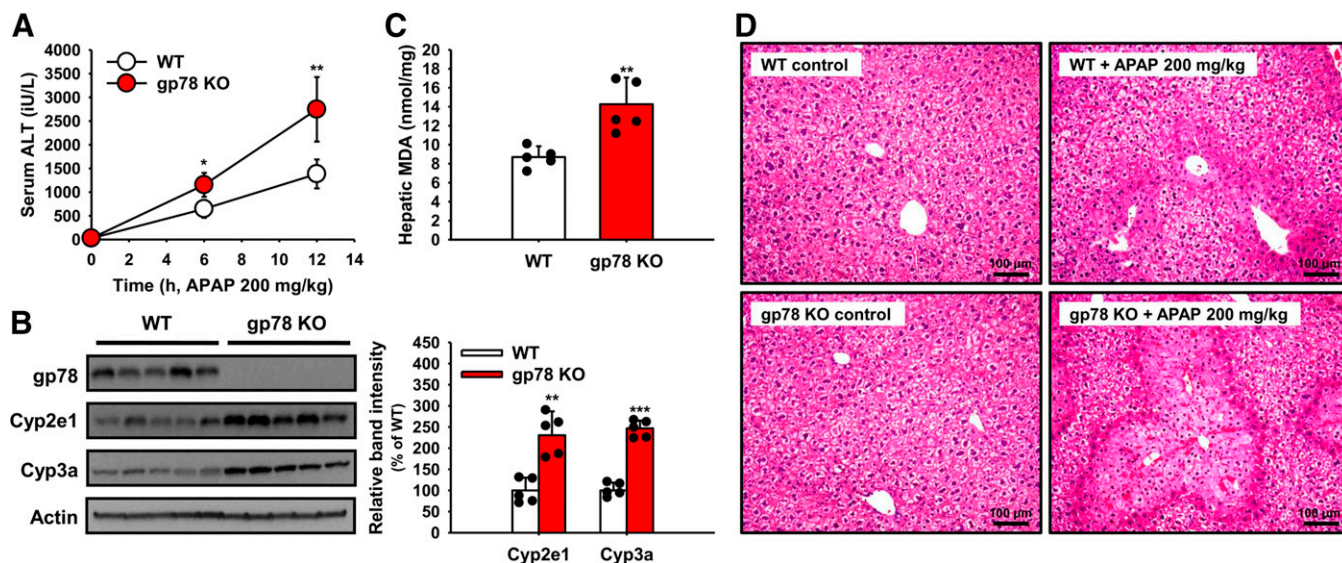 A
Serum ALT (iU/L)
4000
3500
3000
2500
2000
1500
1000
500
0
WT
gp78 KO
*
**
0 2 4 6 8 10 12 14
Time (h, APAP 200 mg/kg)
B
WT gp78 KO
gp78
Cyp2e1
Cyp3a
Actin
Relative band intensity
(% of WT)
450
400
350
300
250
200
150
100
50
0
WT
gp78 KO
**
***
Cyp2e1 Cyp3a
C
Hepatic MDA (nmol/mg)
20
18
16
14
12
10
8
6
4
2
0
**
WT gp78 KO
D
WT control
100 µm
WT + APAP 200 mg/kg
100 µm
gp78 KO control
100 µm
gp78 KO + APAP 200 mg/kg
100 µm